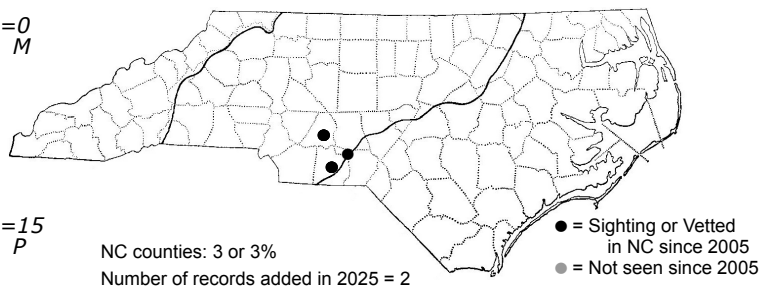 =0
M
=15
P
NC counties: 3 or 3%
Number of records added in 2025 = 2
= Sighting or Vetted
in NC since 2005
= Not seen since 2005